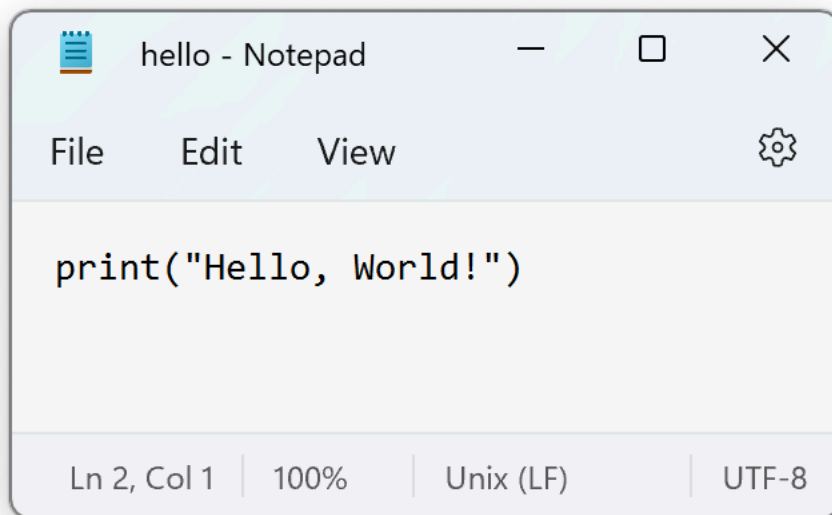 hello - Notepad
File Edit View
print("Hello, World!")
Ln 2, Col 1 100% Unix (LF) UTF-8